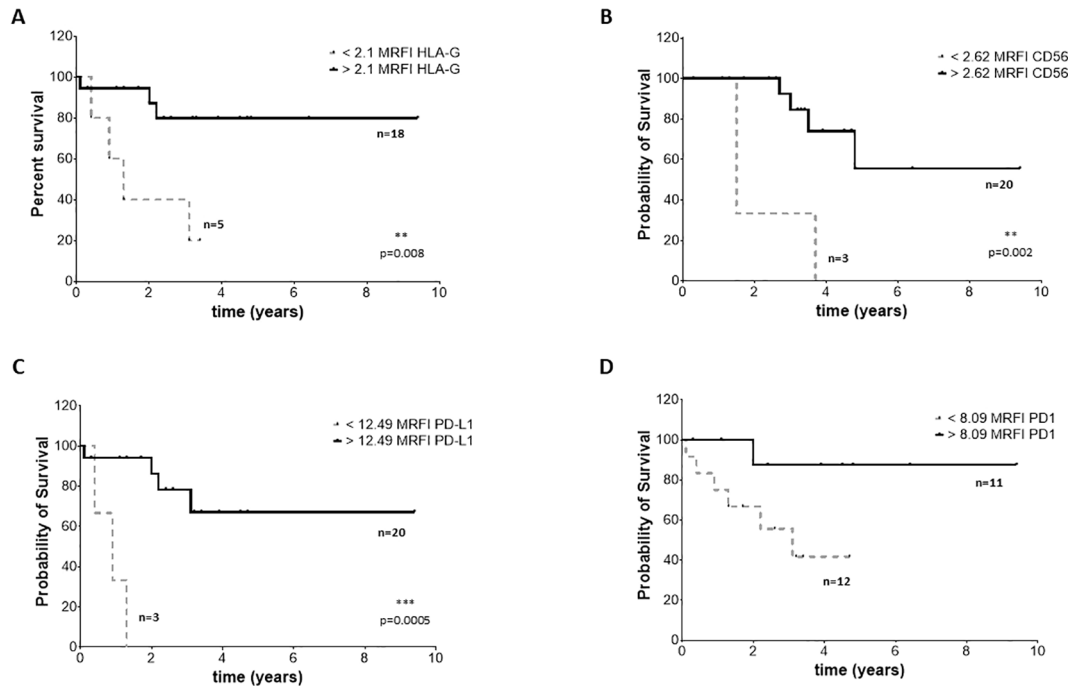 A
120
100
80
60
40
20
0
Percent survival
< 2.1 MRFI HLA-G
> 2.1 MRFI HLA-G
n=18
n=5
**
p=0.008
0 2 4 6 8 10
time (years)
B
120
100
80
60
40
20
0
Probability of Survival
< 2.62 MRFI CD56
> 2.62 MRFI CD56
n=20
n=3
**
p=0.002
0 2 4 6 8 10
time (years)
C
120
100
80
60
40
20
0
Probability of Survival
< 12.49 MRFI PD-L1
> 12.49 MRFI PD-L1
n=20
n=3
***
p=0.0005
0 2 4 6 8 10
time (years)
D
120
100
80
60
40
20
0
Probability of Survival
< 8.09 MRFI PD1
> 8.09 MRFI PD1
n=11
n=12
0 2 4 6 8 10
time (years)